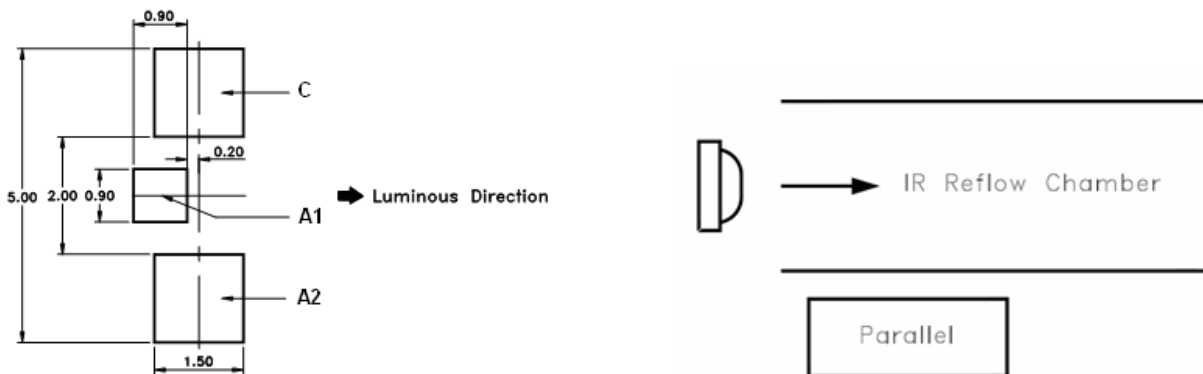 0.90
C
0.20
5.00
2.00
0.90
Luminous Direction
A1
A2
1.50
IR Reflow Chamber
Parallel